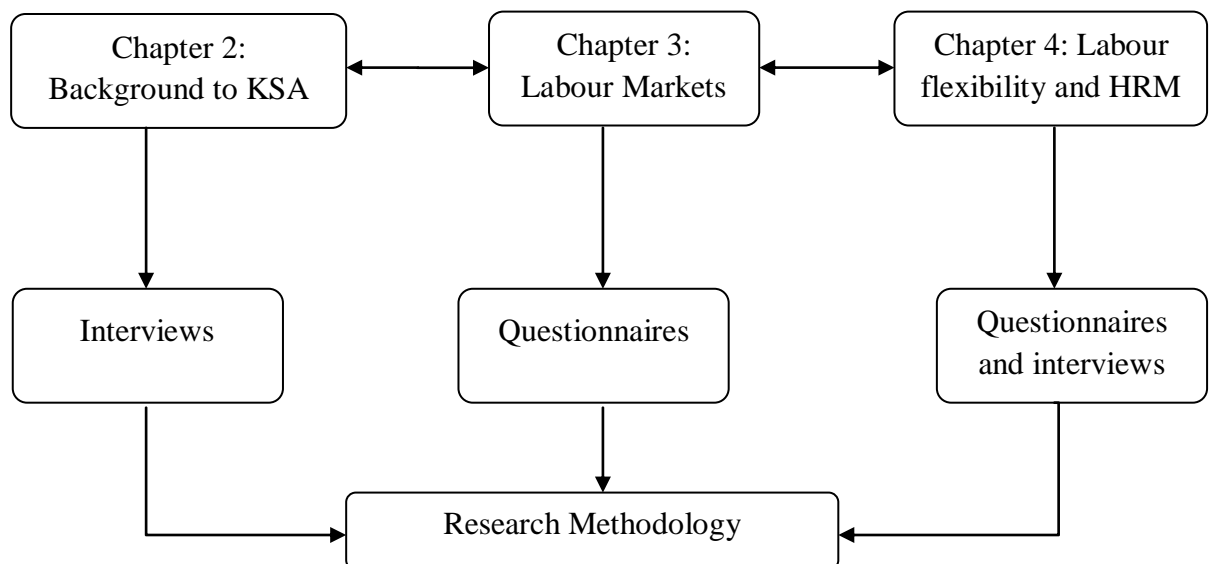 Chapter 2:
Background to KSA
Chapter 3:
Labour Markets
Chapter 4: Labour
flexibility and HRM
Interviews
Questionnaires
Questionnaires
and interviews
Research Methodology